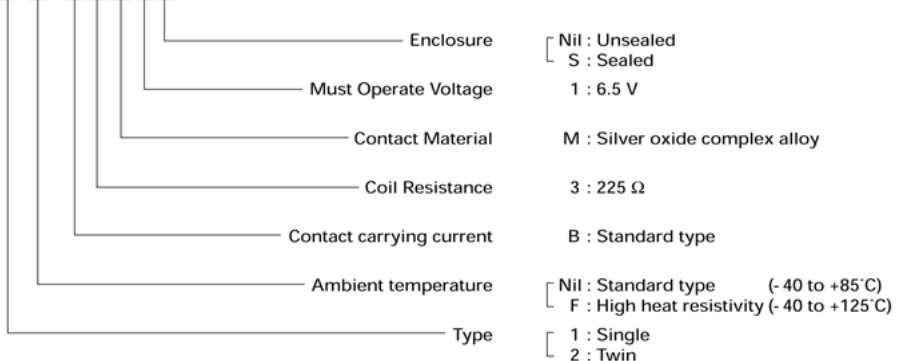 Enclosure Nil : Unsealed
S : Sealed
Must Operate Voltage 1 : 6.5 V
Contact Material M : Silver oxide complex alloy
Coil Resistance 3 : 225 Ω
Contact carrying current B : Standard type
Ambient temperature Nil : Standard type (- 40 to +85˚C)
F : High heat resistivity (- 40 to +125˚C)
Type 1 : Single
2 : Twin